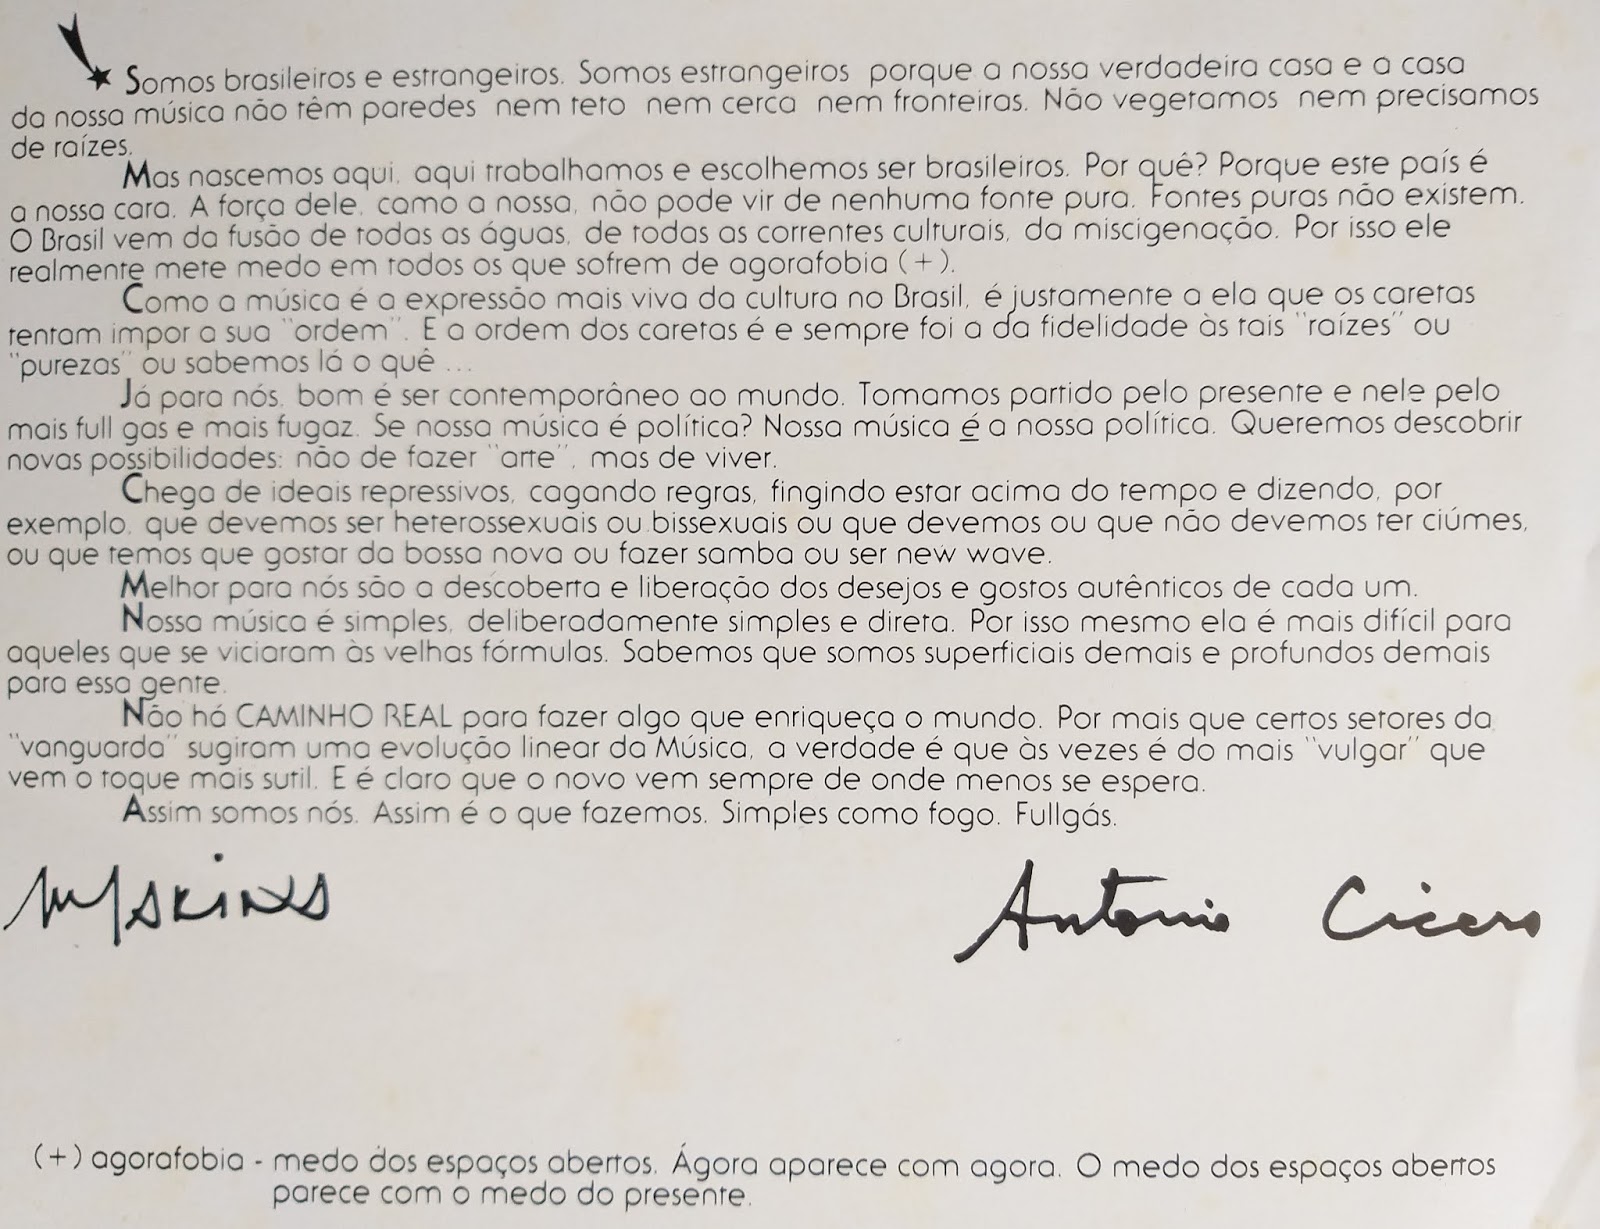 Somos brasileiros e estrangeiros. Somos estrangeiros porque a nossa verdadeira casa e a casa
da nossa música não têm paredes nem teto nem cerca nem fronteiras. Não vegetamos nem precisamos
de raízes.
Mas nascemos aqui, aqui trabalhamos e escolhemos ser brasileiros. Por quê? Porque este país é
a nossa cara. A força dele, como a nossa, não pode vir de nenhuma fonte pura. Fontes puras não existem.
O Brasil vem da fusão de todas as águas, de todas as correntes culturais, da miscigenação. Por isso ele
realmente mete medo em todos os que sofrem de agorafobia (+).
Como a música é a expressão mais viva da cultura no Brasil, é justamente a ela que os caretas
tentam impor a sua "ordem". E a ordem dos caretas é e sempre foi a da fidelidade às tais "raízes" ou
"purezas" ou sabemos lá o quê ...
Já para nós, bom é ser contemporâneo ao mundo. Tomamos partido pelo presente e nele pelo
mais full gas e mais fugaz. Se nossa música é política? Nossa música é a nossa política. Queremos descobrir
novas possibilidades: não de fazer "arte", mas de viver.
Chega de ideais repressivos, cagando regras, fingindo estar acima do tempo e dizendo, por
exemplo, que devemos ser heterossexuais ou bissexuais ou que devemos ou que não devemos ter ciúmes,
ou que temos que gostar da bossa nova ou fazer samba ou ser new wave.
Melhor para nós são a descoberta e liberação dos desejos e gostos autênticos de cada um.
Nossa música é simples, deliberadamente simples e direta. Por isso mesmo ela é mais difícil para
aqueles que se viciaram às velhas fórmulas. Sabemos que somos superficiais demais e profundos demais
para essa gente.
Não há CAMINHO REAL para fazer algo que enriqueça o mundo. Por mais que certos setores da
"vanguarda" sugiram uma evolução linear da Música, a verdade é que às vezes é do mais "vulgar" que
vem o toque mais sutil. E é claro que o novo vem sempre de onde menos se espera.
Assim somos nós. Assim é o que fazemos. Simples como fogo. Fullgás.
Antonio Cicero
(+) agorafobia - medo dos espaços abertos. Ágora aparece com agora. O medo dos espaços abertos
parece com o medo do presente.